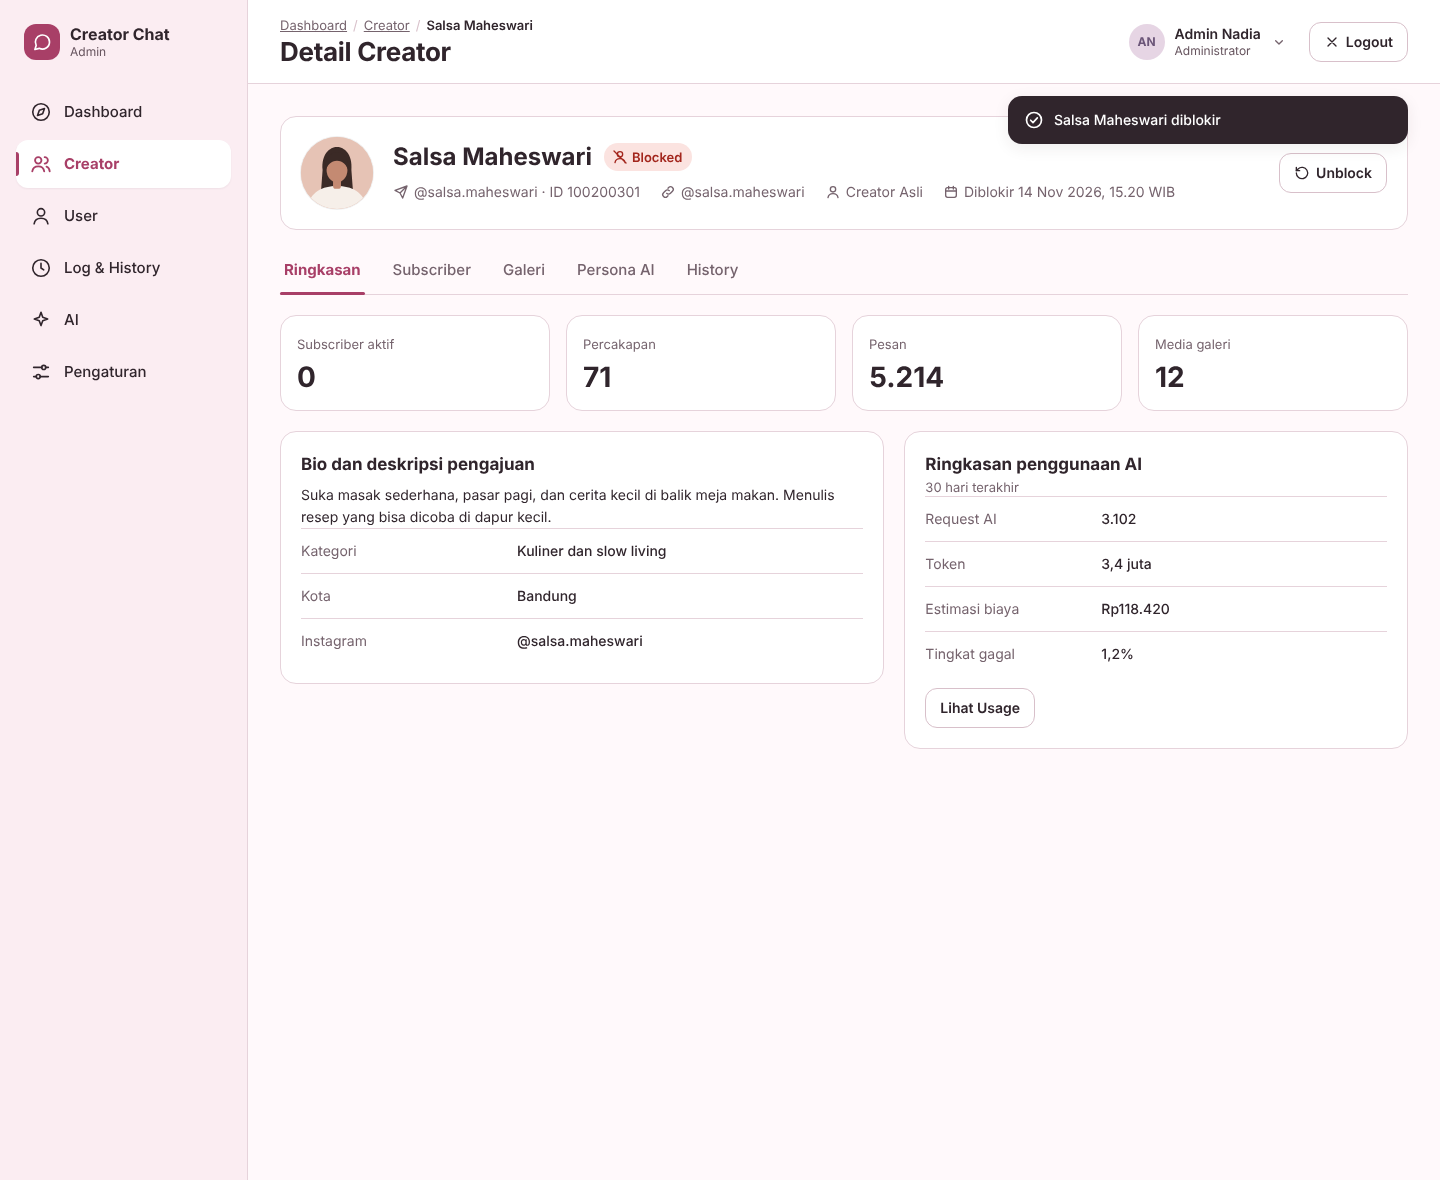 Creator Chat
Admin
Dashboard
Creator
User
Log & History
AI
Pengaturan
Dashboard / Creator / Salsa Maheswari
Detail Creator
AN
Admin Nadia
Administrator
Logout
Salsa Maheswari diblokir
Salsa Maheswari
Blocked
@salsa.maheswari · ID 100200301
@salsa.maheswari
Creator Asli
Diblokir 14 Nov 2026, 15.20 WIB
Unblock
Ringkasan
Subscriber
Galeri
Persona AI
History
Subscriber aktif
0
Percakapan
71
Pesan
5.214
Media galeri
12
Bio dan deskripsi pengajuan
Suka masak sederhana, pasar pagi, dan cerita kecil di balik meja makan. Menulis
resep yang bisa dicoba di dapur kecil.
Kategori Kuliner dan slow living
Kota Bandung
Instagram @salsa.maheswari
Ringkasan penggunaan AI
30 hari terakhir
Request AI 3.102
Token 3,4 juta
Estimasi biaya Rp118.420
Tingkat gagal 1,2%
Lihat Usage